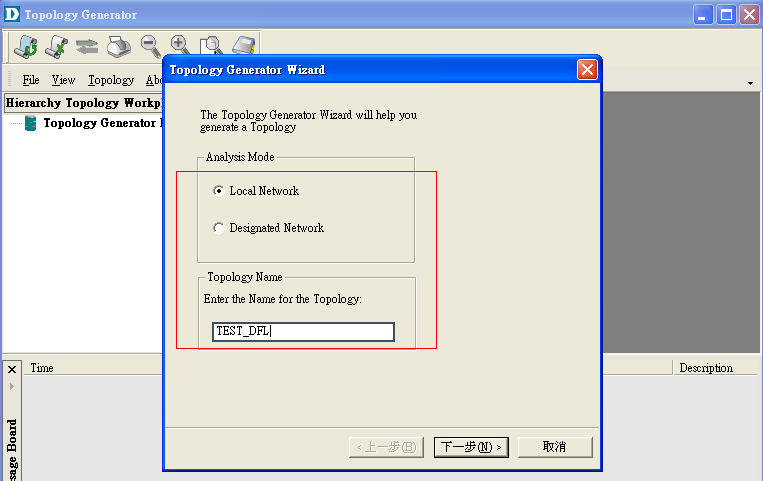 D Topology Generator
File View Topology Abo
Topology Generator Wizard
Hierarchy Topology Workpl
Topology Generator
The Topology Generator Wizard will help you
generate a Topology
Analysis Mode
Local Network
Designated Network
Topology Name
Enter the Name for the Topology:
TEST_DFL
Time
Description
sage Board
< 上一步(B)
下一步(N) >
取消